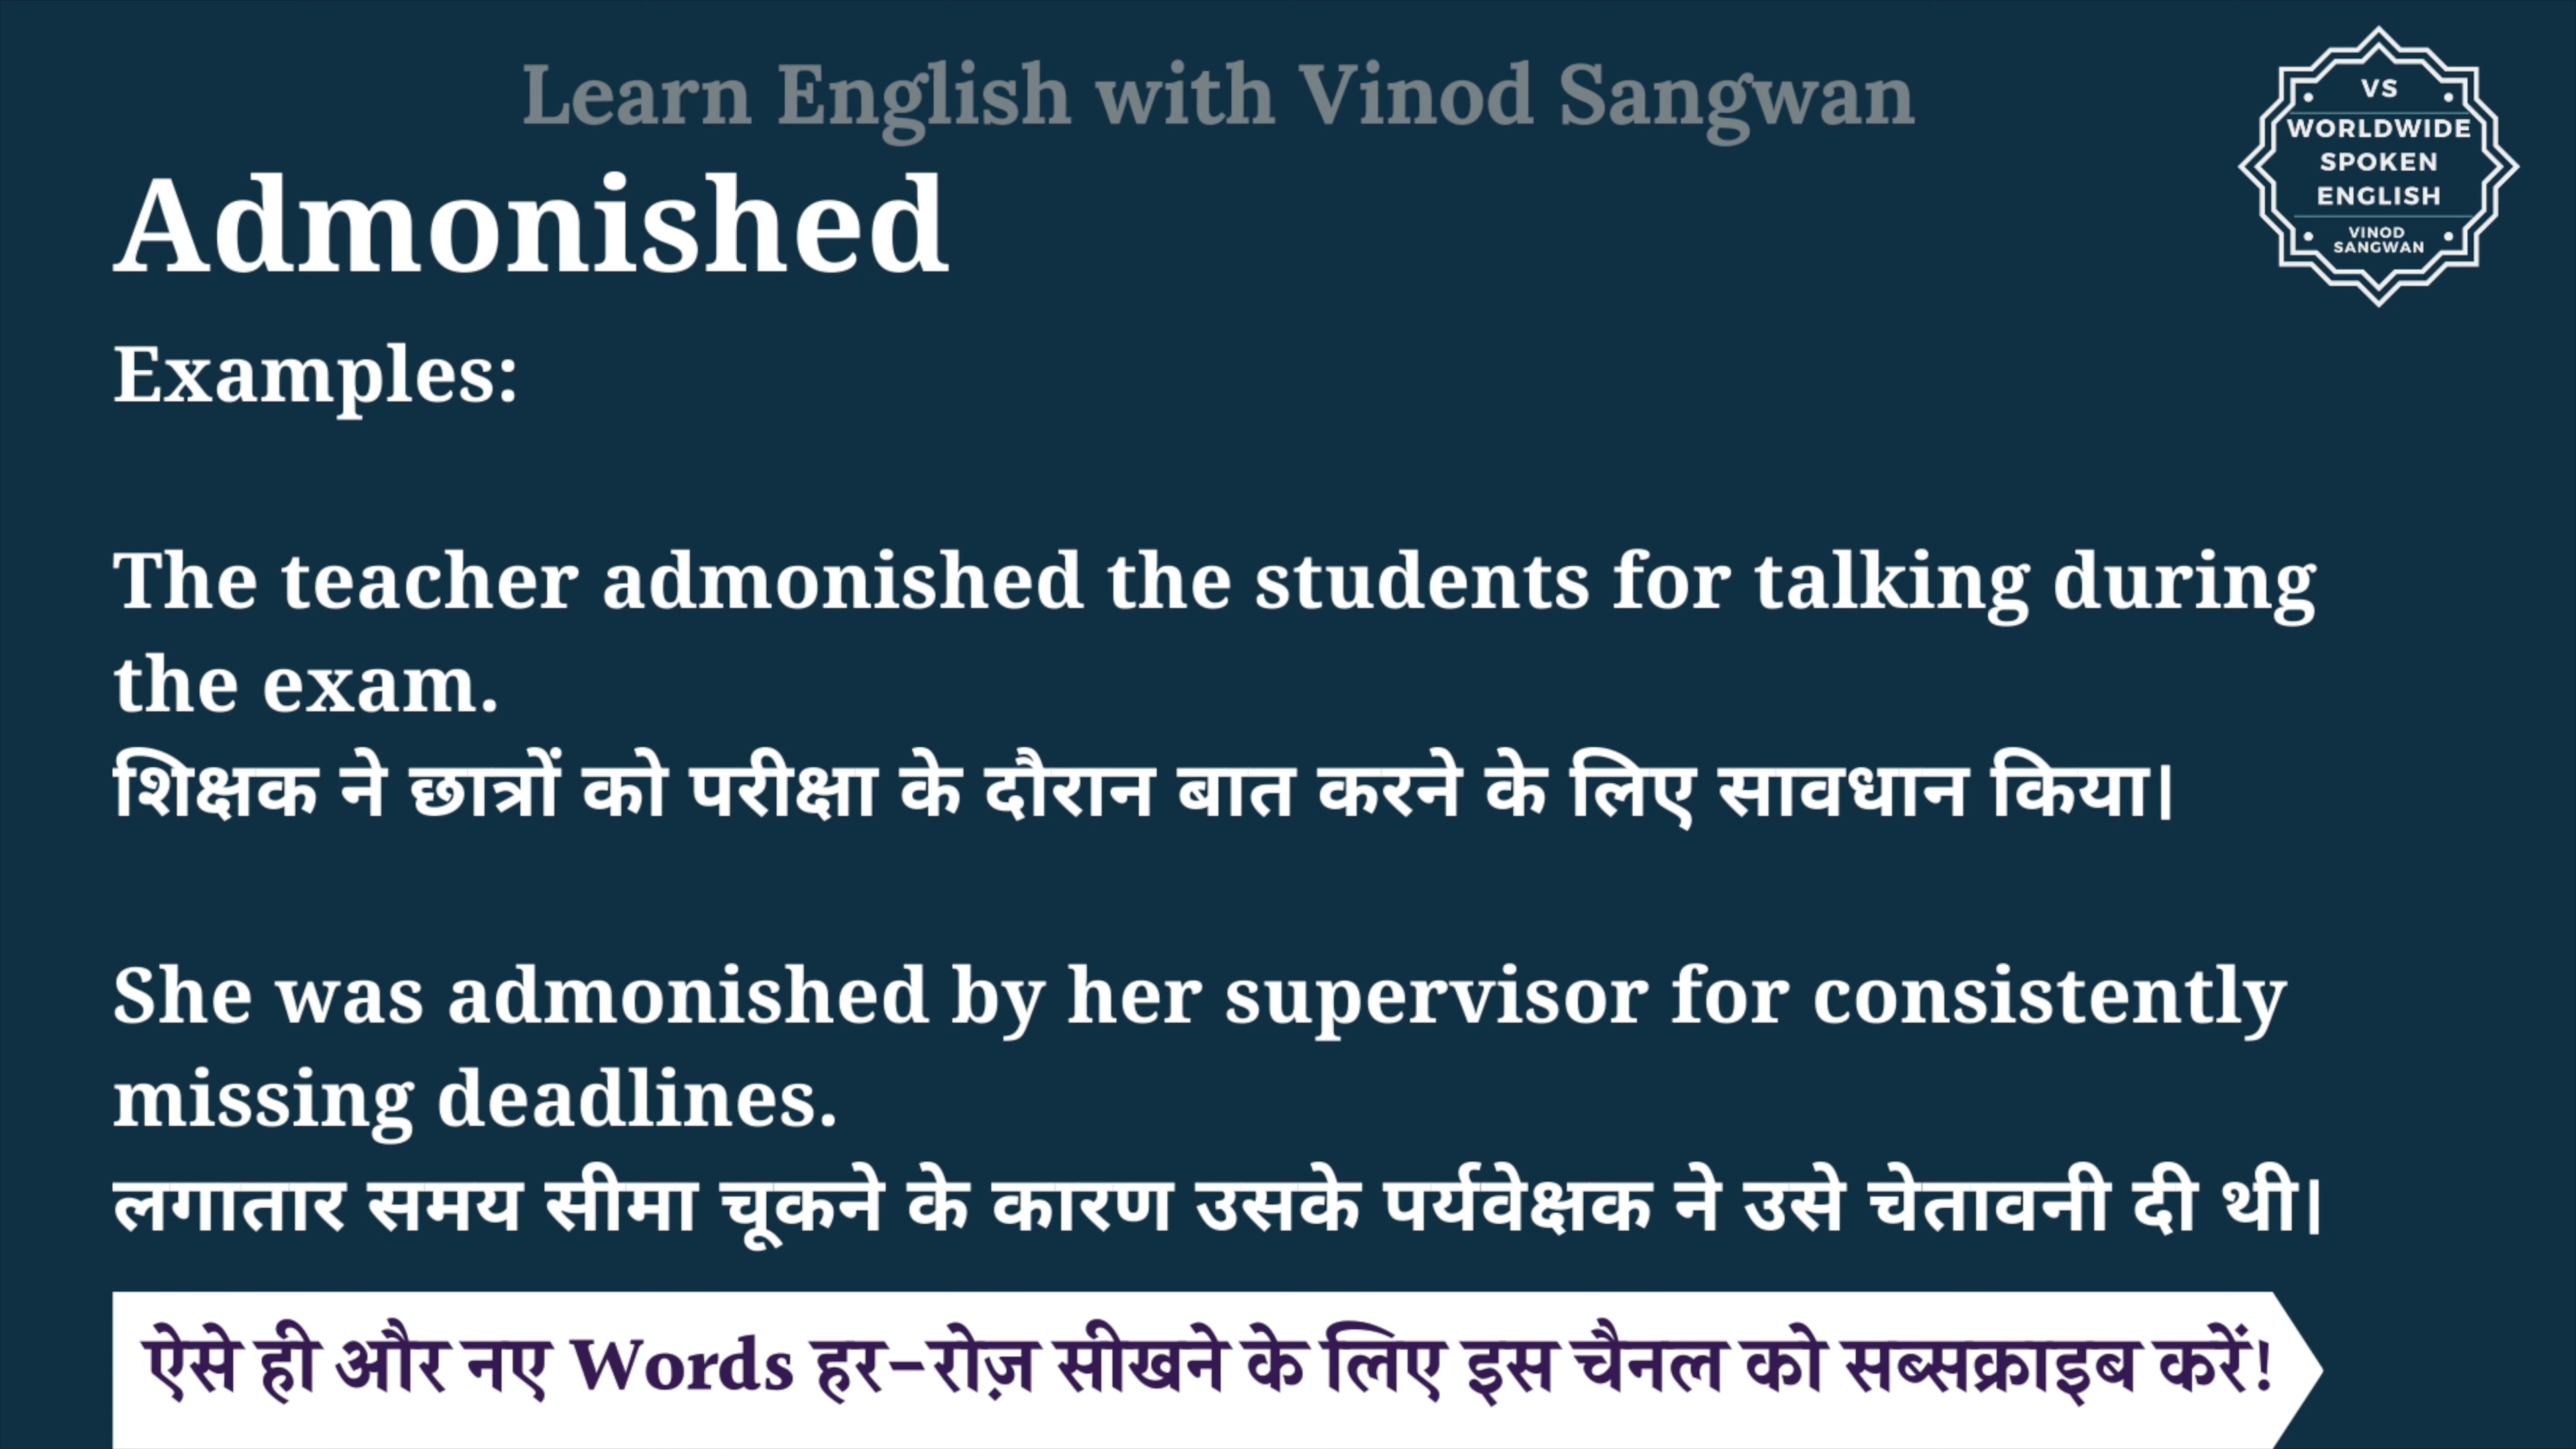 Learn English with Vinod Sangwan
VS
WORLDWIDE
SPOKEN
ENGLISH
VINOD
SANGWAN
Admonished
Examples:
The teacher admonished the students for talking during
the exam.
शिक्षक ने छात्रों को परीक्षा के दौरान बात करने के लिए सावधान किया।
She was admonished by her supervisor for consistently
missing deadlines.
लगातार समय सीमा चूकने के कारण उसके पर्यवेक्षक ने उसे चेतावनी दी थी।
ऐसे ही और नए Words हर-रोज़ सीखने के लिए इस चैनल को सब्सक्राइब करें!